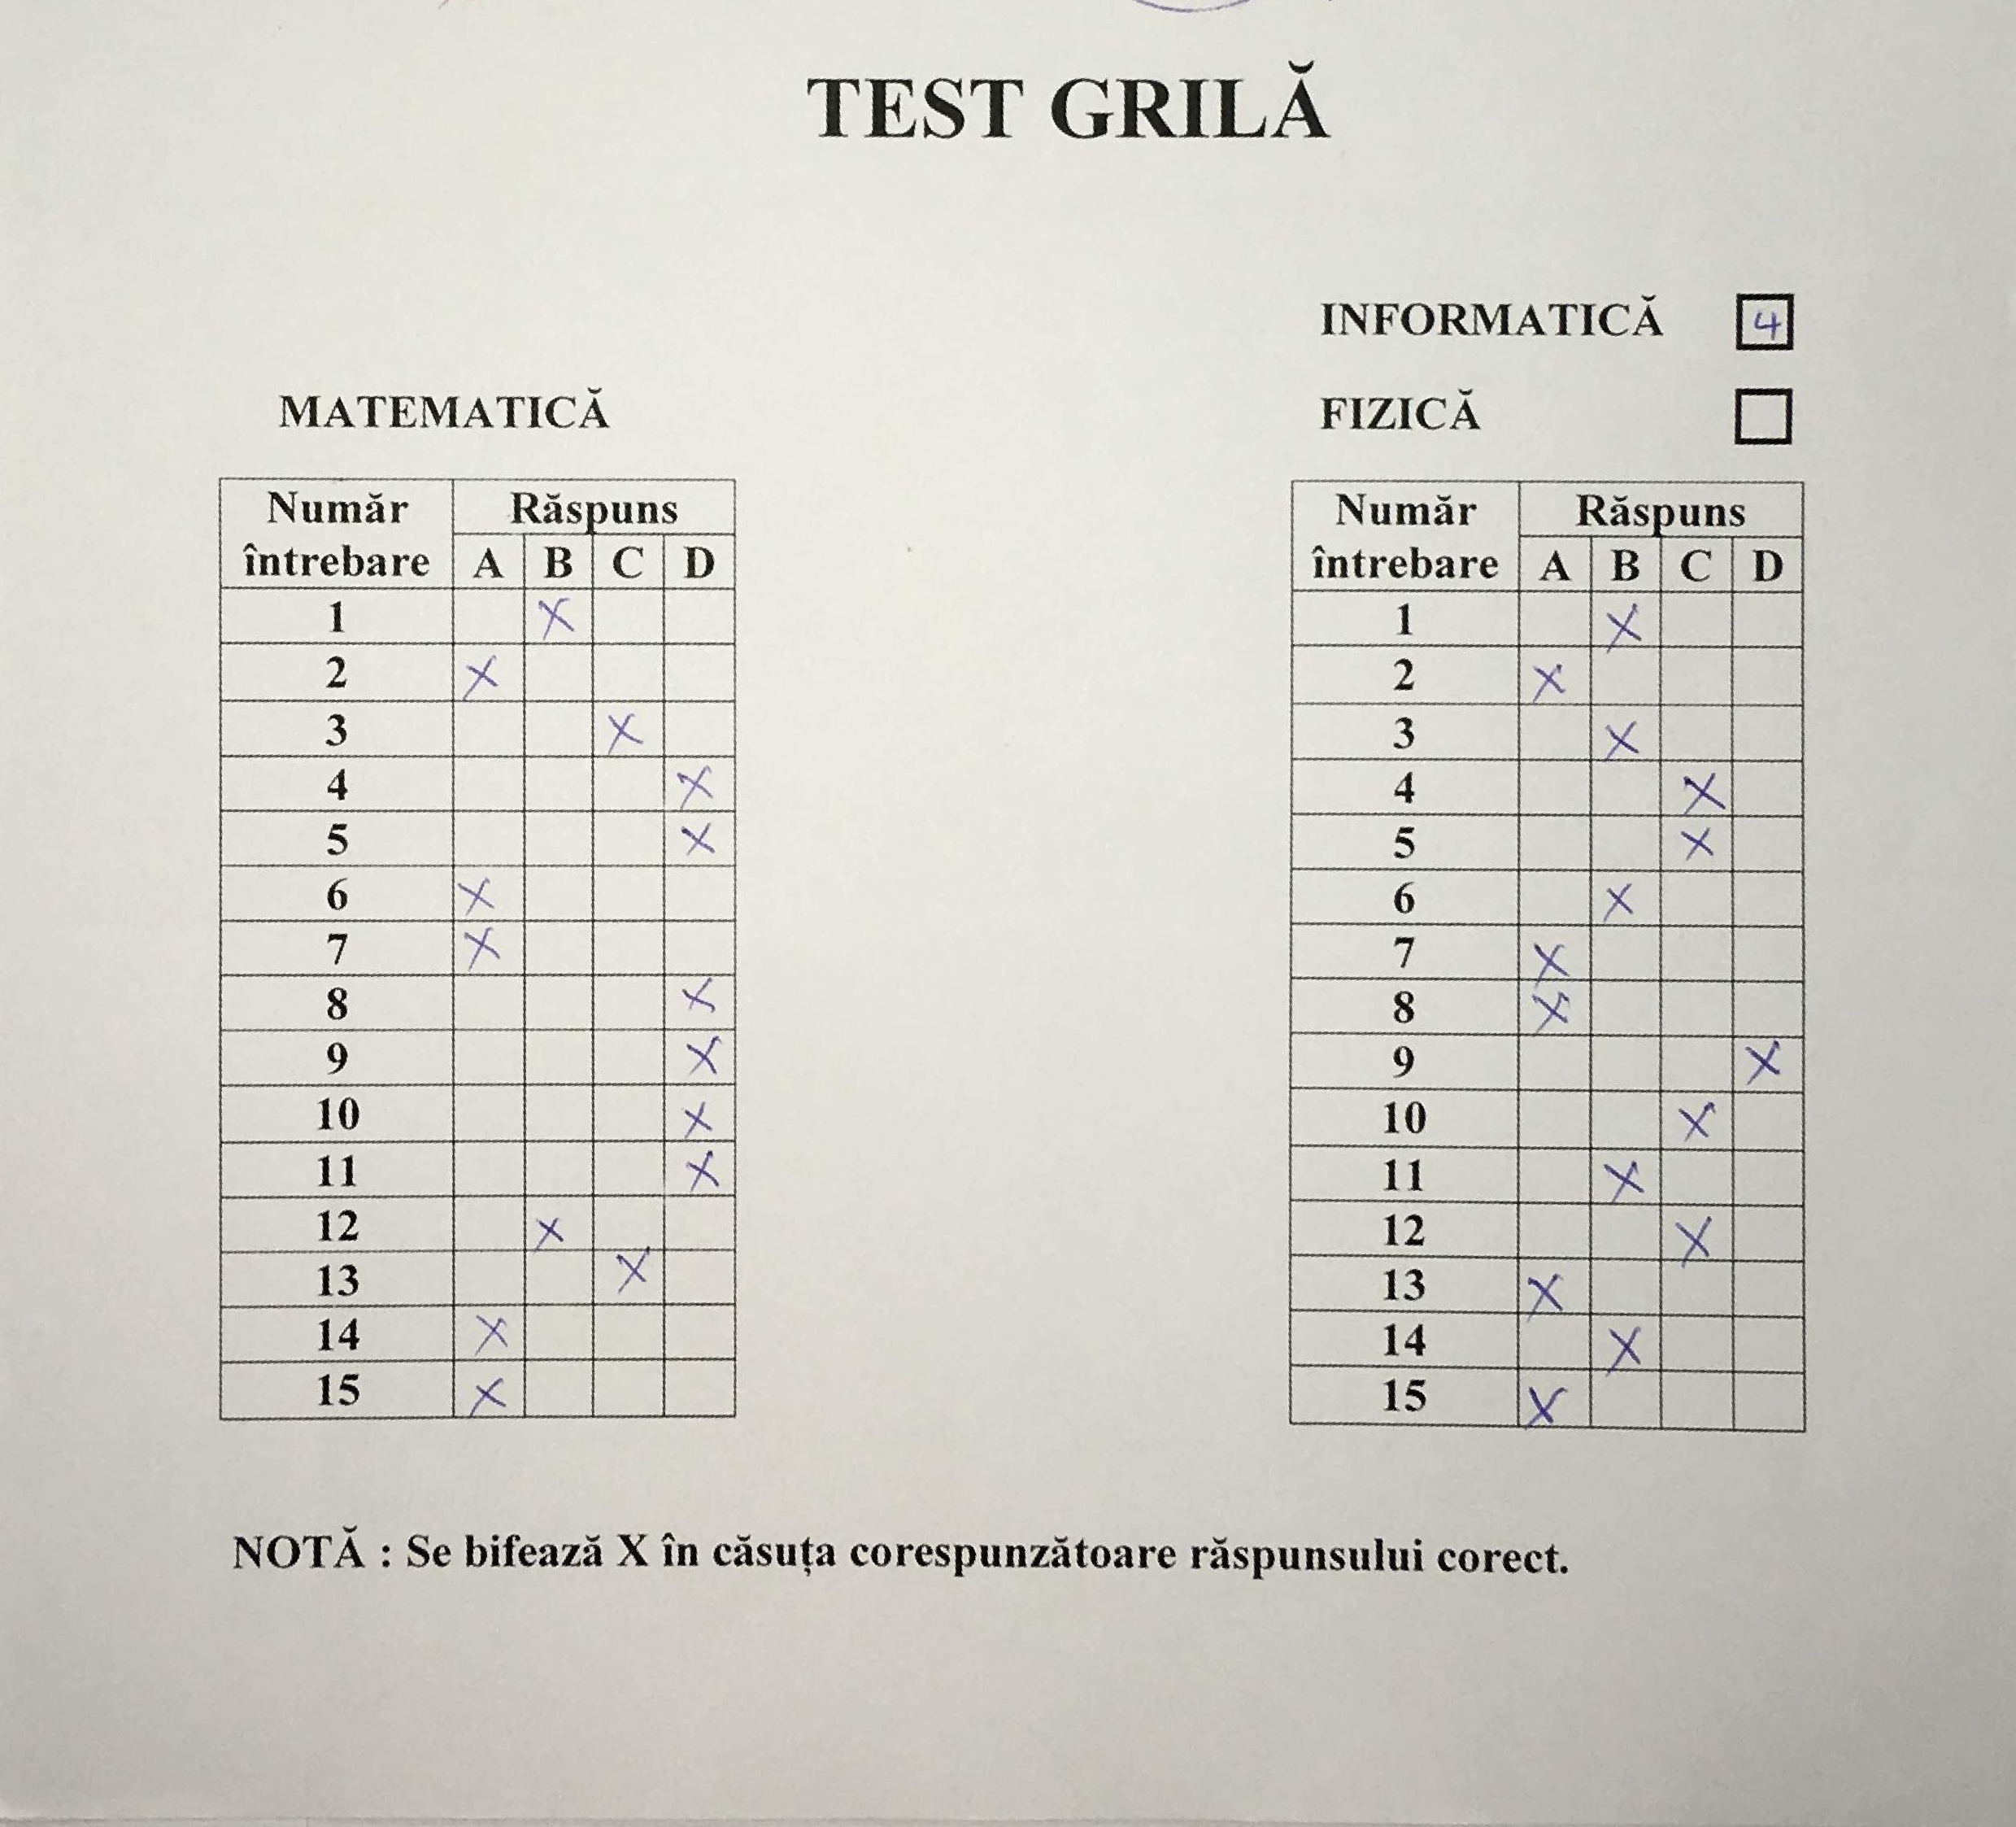 TEST GRILĂ
INFORMATICĂ 4
FIZICĂ
MATEMATICĂ
Număr întrebare Răspuns
A B C D
1 X
2 X
3 X
4 X
5 X
6 X
7 X
8 X
9 X
10 X
11 X
12 X
13 X
14 X
15 X
Număr întrebare Răspuns
A B C D
1 X
2 X
3 X
4 X
5 X
6 X
7 X
8 X
9 X
10 X
11 X
12 X
13 X
14 X
15 X
NOTĂ : Se bifează X în căsuța corespunzătoare răspunsului corect.